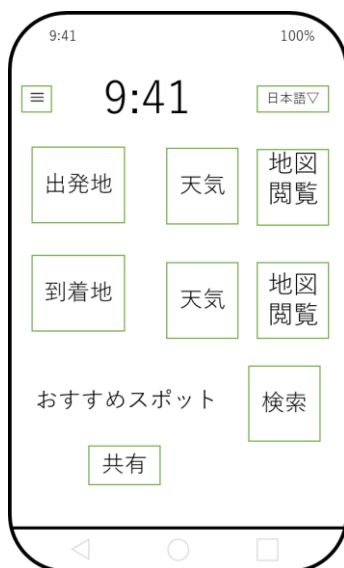 9:41 100%
≡ 9:41 日本語▽
出発地 天気 地図
閲覧
到着地 天気 地図
閲覧
おすすめスポット 検索
共有